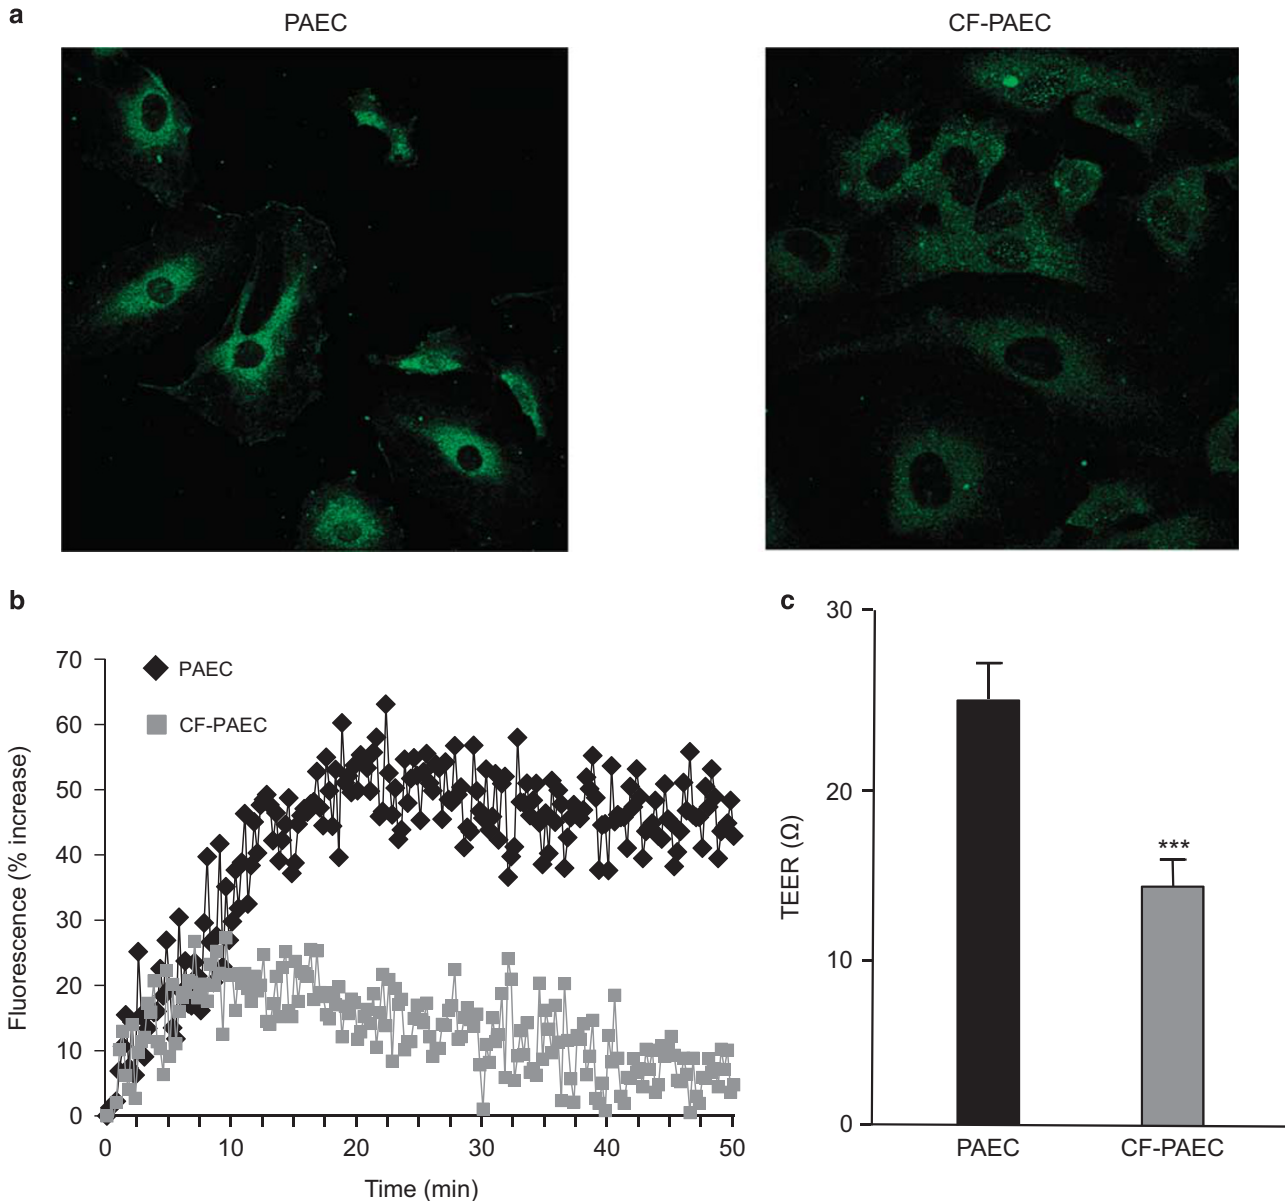 a
PAEC
CF-PAEC
b
Fluorescence (% increase)
70
60
50
40
30
20
10
0
PAEC
CF-PAEC
0 10 20 30 40 50
Time (min)
c
TEER (Ω)
30
20
10
0
***
PAEC CF-PAEC